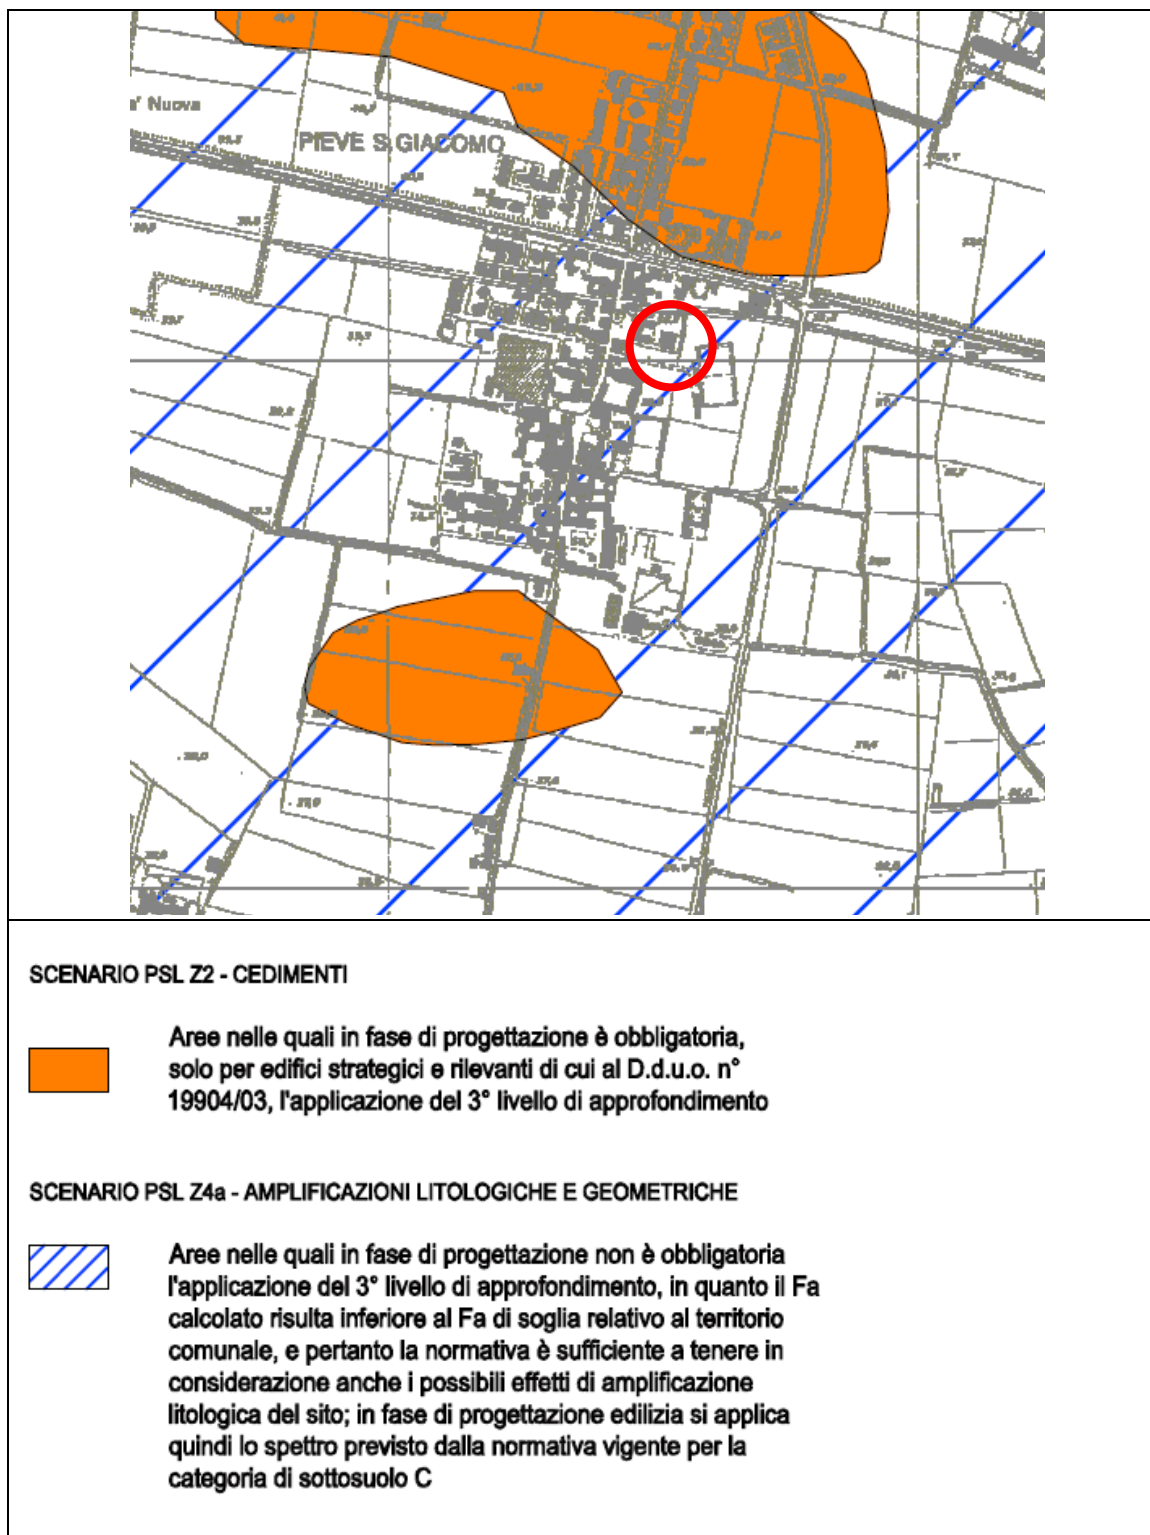 a' Nuova
PIEVE S.GIACOMO
SCENARIO PSL Z2 - CEDIMENTI
Aree nelle quali in fase di progettazione è obbligatoria,
solo per edifici strategici e rilevanti di cui al D.d.u.o. n°
19904/03, l'applicazione del 3° livello di approfondimento
SCENARIO PSL Z4a - AMPLIFICAZIONI LITOLOGICHE E GEOMETRICHE
Aree nelle quali in fase di progettazione non è obbligatoria
l'applicazione del 3° livello di approfondimento, in quanto il Fa
calcolato risulta inferiore al Fa di soglia relativo al territorio
comunale, e pertanto la normativa è sufficiente a tenere in
considerazione anche i possibili effetti di amplificazione
litologica del sito; in fase di progettazione edilizia si applica
quindi lo spettro previsto dalla normativa vigente per la
categoria di sottosuolo C